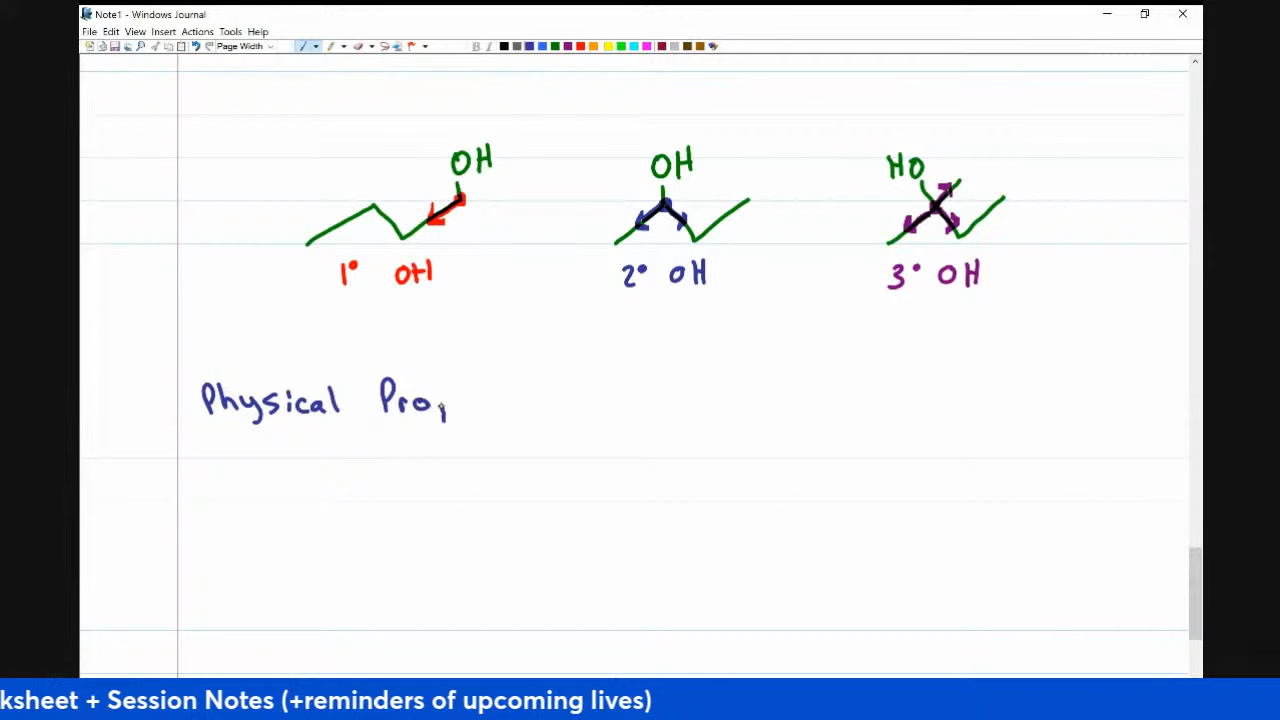 Note1 - Windows Journal
File Edit View Insert Actions Tools Help
Page Width
B I
OH OH HO
1° OH 2° OH 3° OH
Physical Prop
ksheet + Session Notes (+reminders of upcoming lives)